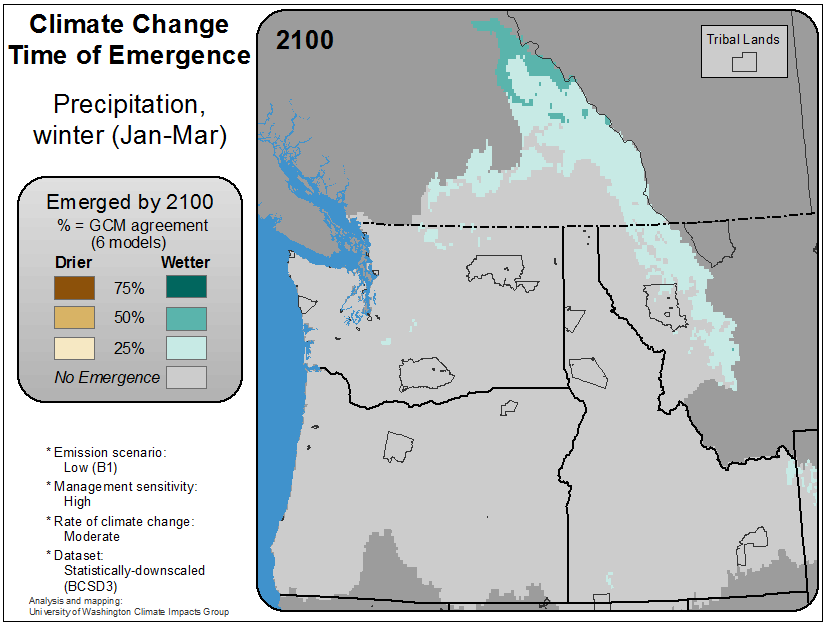 Climate Change
Time of Emergence
Precipitation,
winter (Jan-Mar)
Emerged by 2100
% = GCM agreement
(6 models)
Drier Wetter
75%
50%
25%
No Emergence
* Emission scenario:
Low (B1)
* Management sensitivity:
High
* Rate of climate change:
Moderate
* Dataset:
Statistically-downscaled
(BCSD3)
Analysis and mapping:
University of Washington Climate Impacts Group
2100
Tribal Lands